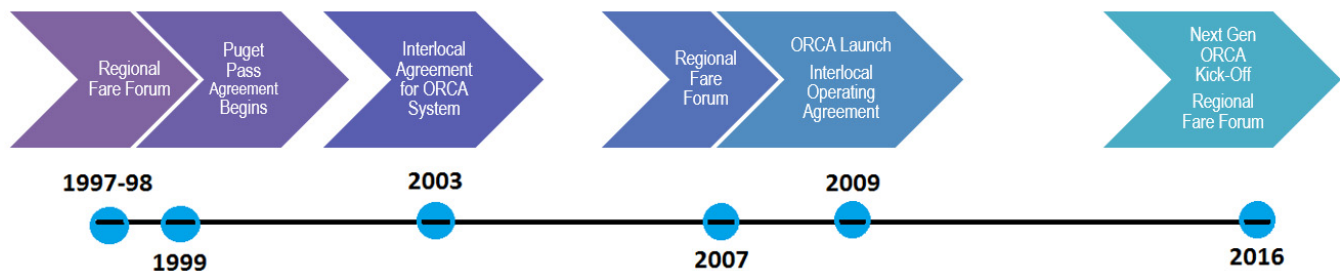 Regional
Fare Forum
Puget
Pass
Agreement
Begins
Interlocal
Agreement
for ORCA
System
Regional
Fare
Forum
ORCA Launch
Interlocal
Operating
Agreement
Next Gen
ORCA
Kick-Off
Regional
Fare Forum
1997-98
1999
2003
2007
2009
2016